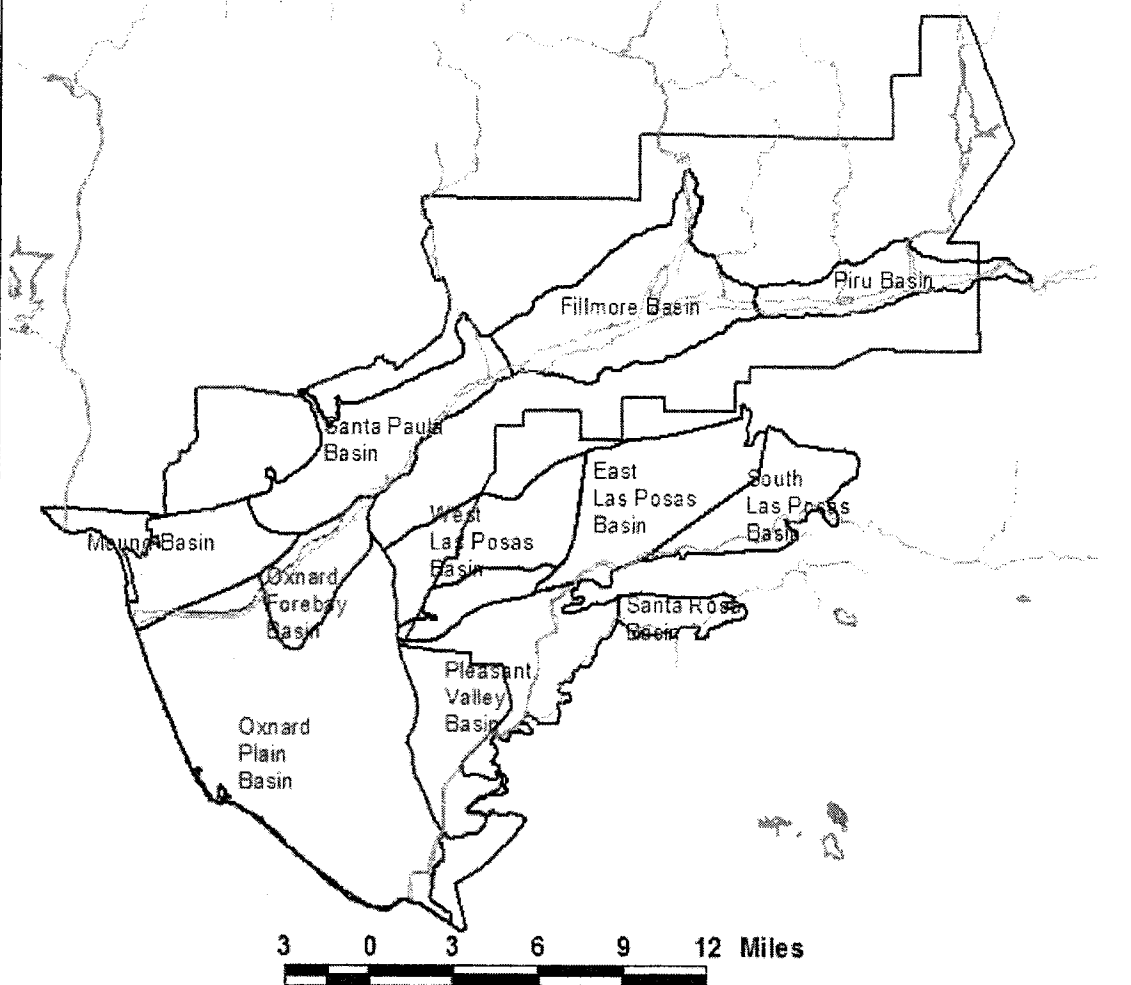 Piru Basin
Fillmore Basin
Santa Paula
Basin
East
Las Posas
Basin
South
Las Posas
Basin
West
Las Posas
Basin
Mound Basin
Oxnard
Forebay
Basin
Santa Rosa
Basin
Pleasant
Valley
Basin
Oxnard
Plain
Basin
3 0 3 6 9 12 Miles